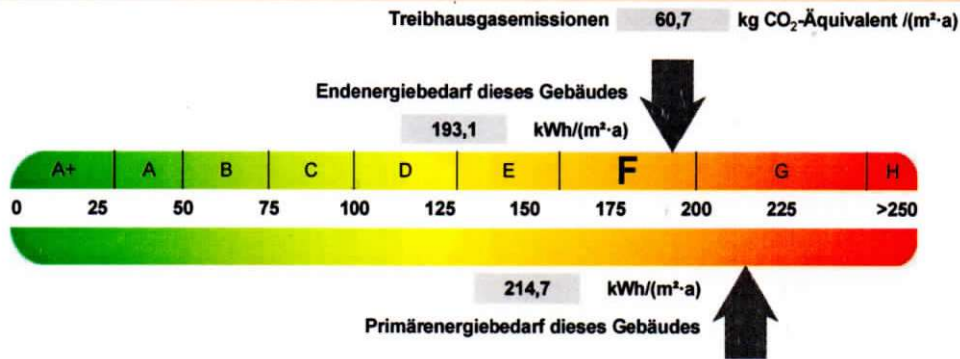 Treibhausgasemissionen 60,7 kg CO₂-Äquivalent /(m²·a)
Endenergiebedarf dieses Gebäudes
193,1 kWh/(m²·a)
A+ A B C D E F G H
0 25 50 75 100 125 150 175 200 225 >250
214,7 kWh/(m²·a)
Primärenergiebedarf dieses Gebäudes